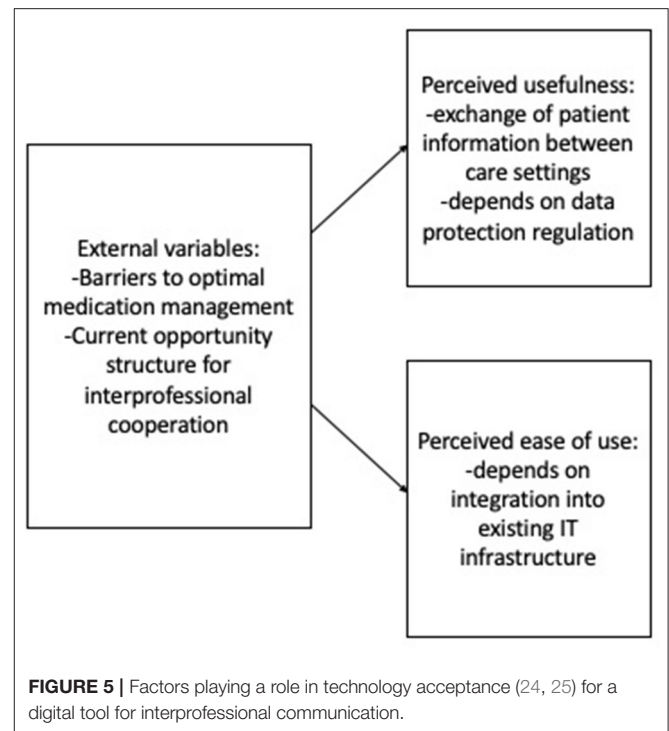 External variables:
-Barriers to optimal
medication management
-Current opportunity
structure for
interprofessional
cooperation
Perceived usefulness:
-exchange of patient
information between
care settings
-depends on data
protection regulation
Perceived ease of use:
-depends on
integration into
existing IT
infrastructure
FIGURE 5 | Factors playing a role in technology acceptance (24, 25) for a
digital tool for interprofessional communication.